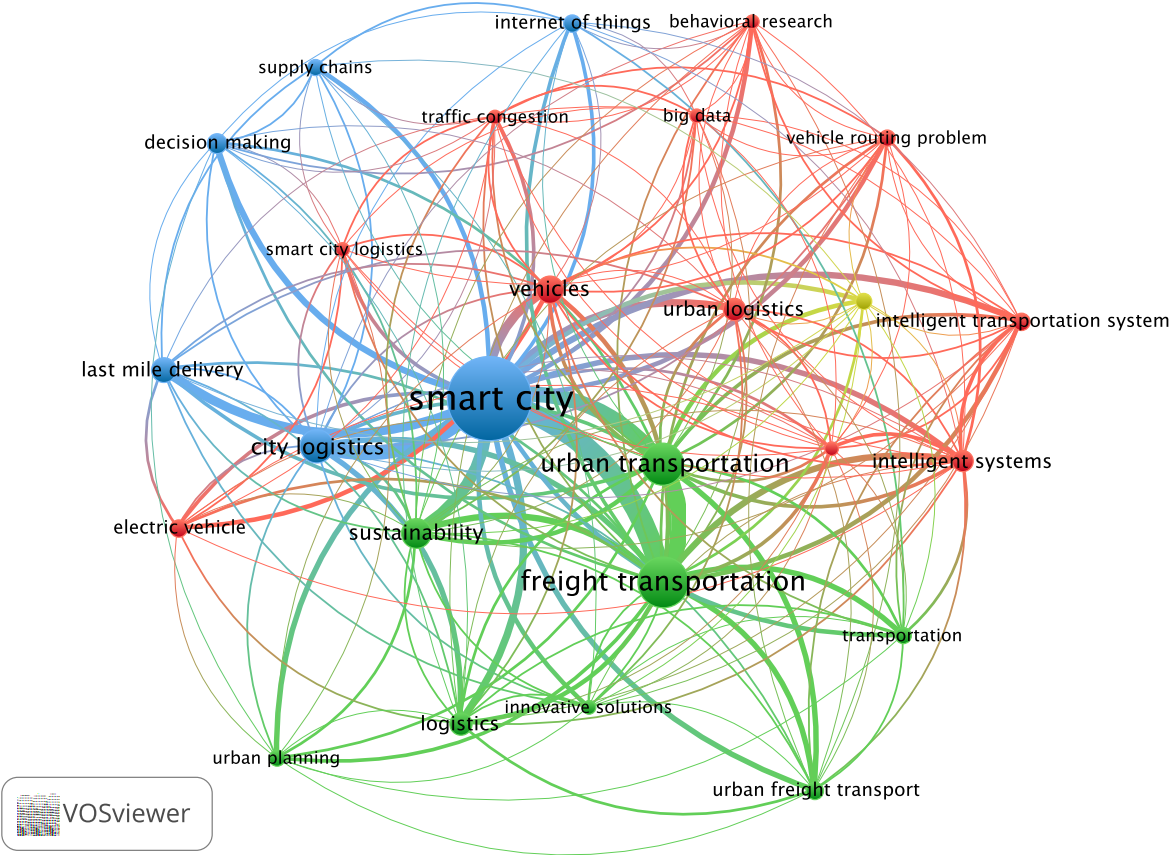 internet of things
behavioral research
supply chains
traffic congestion
big data
vehicle routing problem
decision making
smart city logistics
vehicles
urban logistics
intelligent transportation system
last mile delivery
smart city
city logistics
urban transportation
intelligent systems
electric vehicle
sustainability
freight transportation
transportation
innovative solutions
logistics
urban planning
urban freight transport
VOSviewer